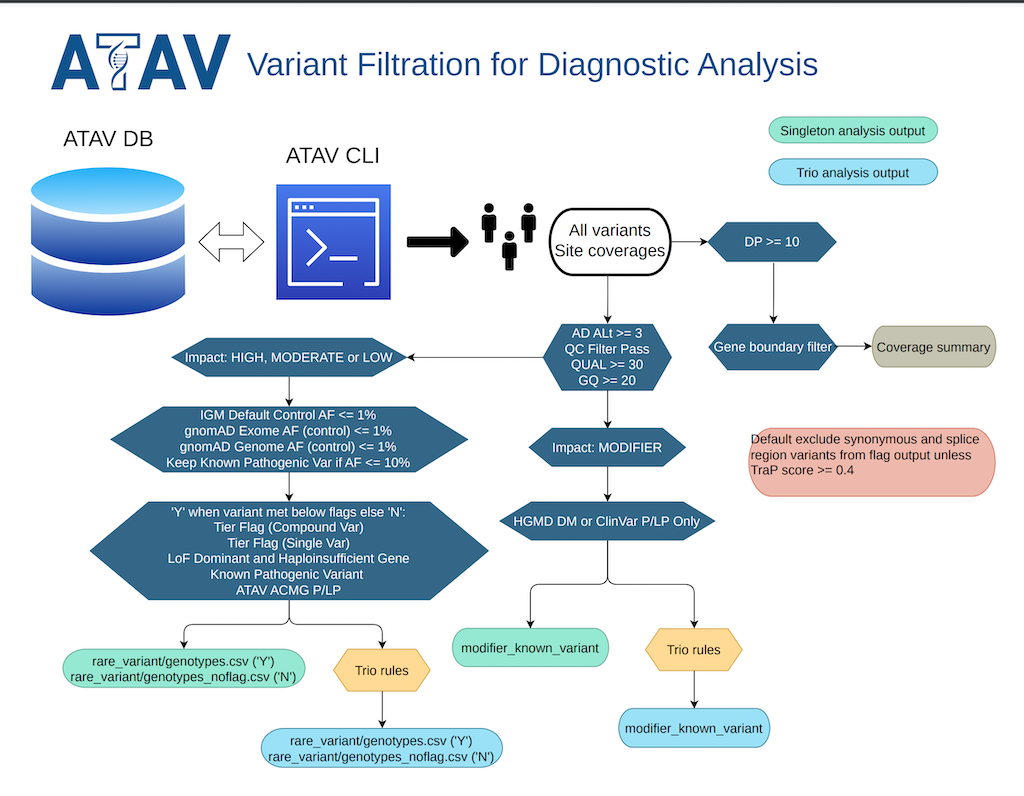 ATAV Variant Filtration for Diagnostic Analysis
ATAV DB
ATAV CLI
Singleton analysis output
Trio analysis output
All variants
Site coverages
DP >= 10
Gene boundary filter
Coverage summary
AD ALt >= 3
QC Filter Pass
QUAL >= 30
GQ >= 20
Impact: HIGH, MODERATE or LOW
IGM Default Control AF <= 1%
gnomAD Exome AF (control) <= 1%
gnomAD Genome AF (control) <= 1%
Keep Known Pathogenic Var if AF <= 10%
Impact: MODIFIER
Default exclude synonymous and splice
region variants from flag output unless
TraP score >= 0.4
'Y' when variant met below flags else 'N':
Tier Flag (Compound Var)
Tier Flag (Single Var)
LoF Dominant and Haploinsufficient Gene
Known Pathogenic Variant
ATAV ACMG P/LP
HGMD DM or ClinVar P/LP Only
rare_variant/genotypes.csv ('Y')
rare_variant/genotypes_noflag.csv ('N')
Trio rules
modifier_known_variant
Trio rules
rare_variant/genotypes.csv ('Y')
rare_variant/genotypes_noflag.csv ('N')
modifier_known_variant